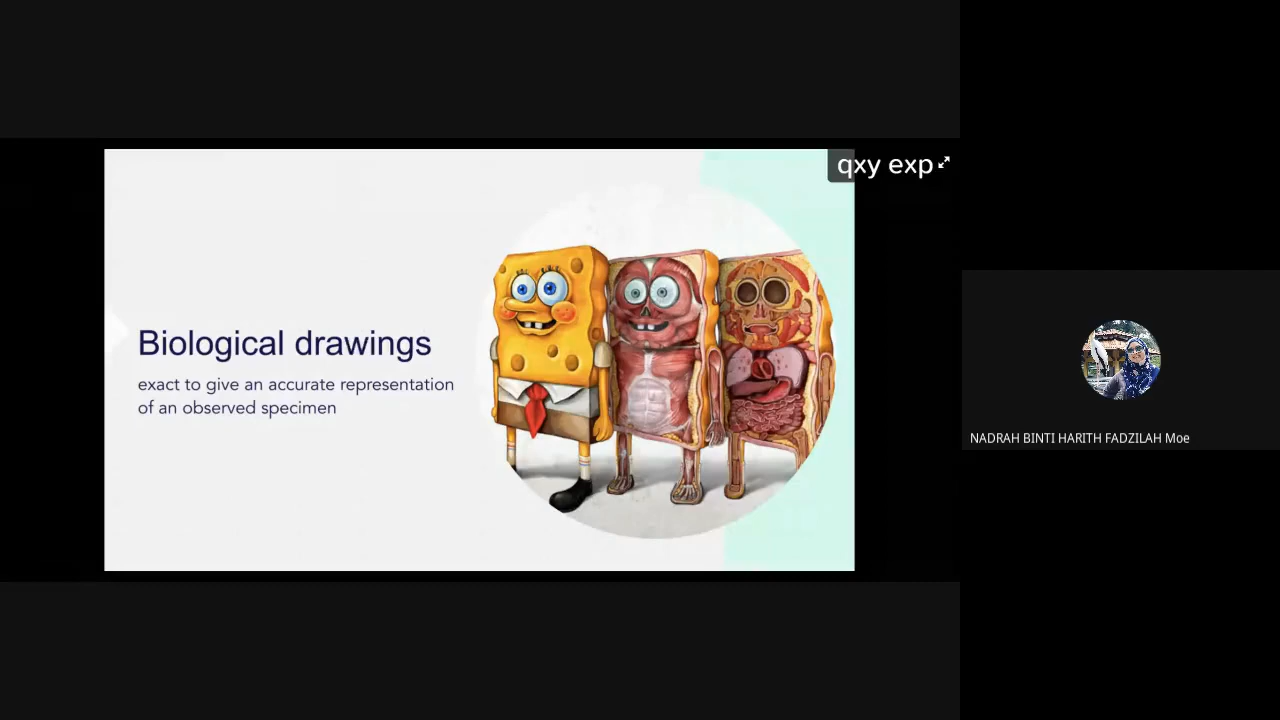 qxy exp
Biological drawings
exact to give an accurate representation
of an observed specimen
NADRAH BINTI HARITH FADZILAH Moe